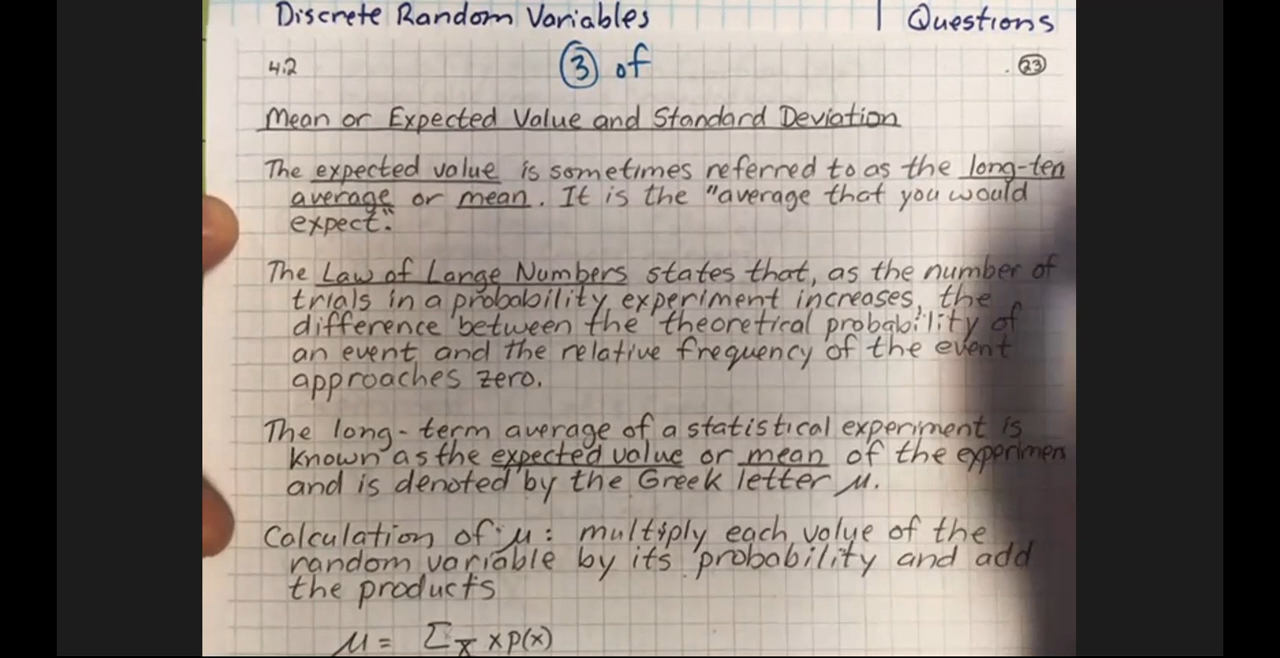 Discrete Random Variables | Questions
4.2 ③ of . ㉓
Mean or Expected Value and Standard Deviation
The expected value is sometimes referred to as the long-ten
average or mean. It is the "average that you would
expect."
The Law of Large Numbers states that, as the number of
trials in a probability experiment increases, the
difference between the theoretical probability of
an event and the relative frequency of the event
approaches zero.
The long-term average of a statistical experiment is
known as the expected value or mean of the experimen
and is denoted by the Greek letter μ.
Calculation of μ: multiply each value of the
random variable by its probability and add
the products
μ = Σx xp(x)